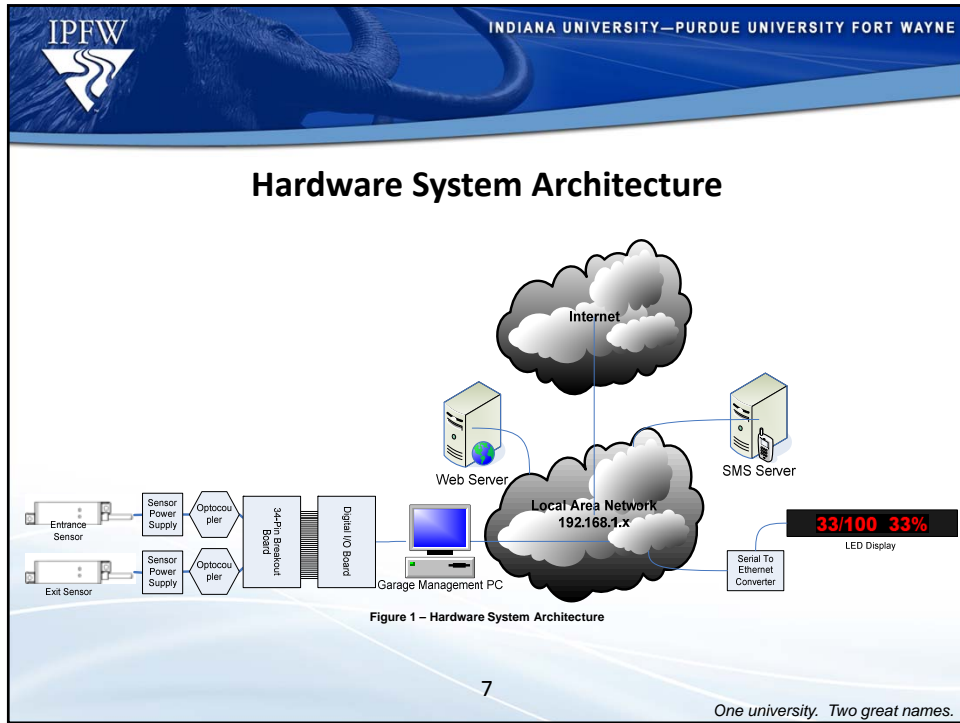 IPFW
INDIANA UNIVERSITY—PURDUE UNIVERSITY FORT WAYNE
Hardware System Architecture
Internet
Web Server
SMS Server
Local Area Network
192.168.1.x
Entrance
Sensor
Sensor
Power
Supply
Optocou
pler
34-Pin Breakout
Board
Digital I/O Board
Garage Management PC
Exit Sensor
Sensor
Power
Supply
Optocou
pler
Serial To
Ethernet
Converter
33/100 33%
LED Display
Figure 1 – Hardware System Architecture
7
One university. Two great names.